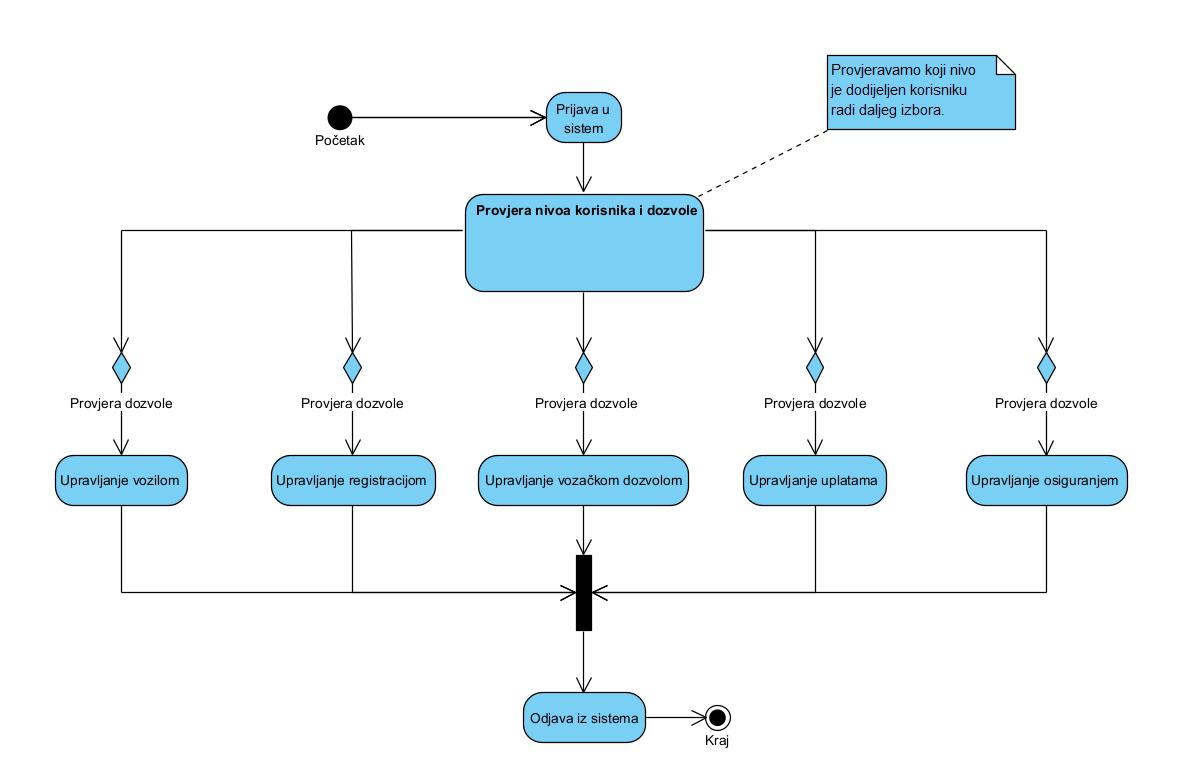 Provjeravamo koji nivo
je dodijeljen korisniku
radi daljeg izbora.
Prijava u
sistem
Početak
Provjera nivoa korisnika i dozvole
Provjera dozvole
Provjera dozvole
Provjera dozvole
Provjera dozvole
Provjera dozvole
Upravljanje vozilom
Upravljanje registracijom
Upravljanje vozačkom dozvolom
Upravljanje uplatama
Upravljanje osiguranjem
Odjava iz sistema
Kraj